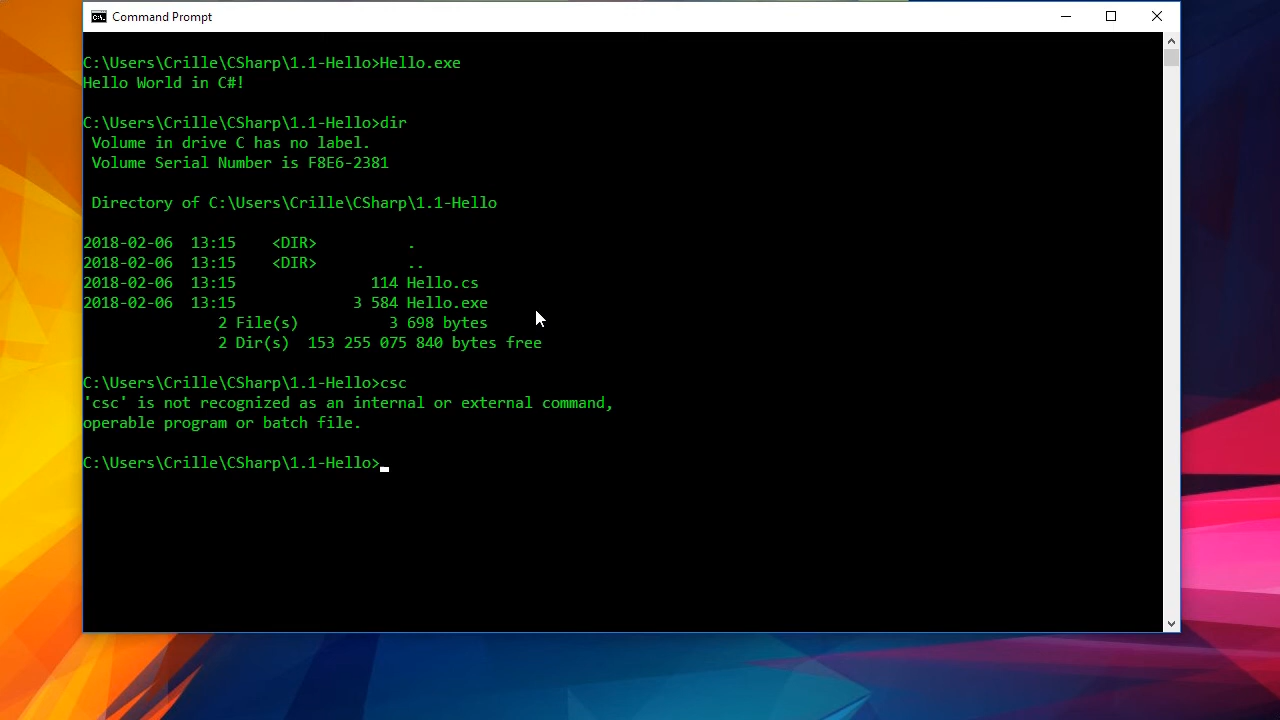 Command Prompt
C:\Users\Crille\CSharp\1.1-Hello>Hello.exe
Hello World in C#!
C:\Users\Crille\CSharp\1.1-Hello>dir
Volume in drive C has no label.
Volume Serial Number is F8E6-2381
Directory of C:\Users\Crille\CSharp\1.1-Hello
2018-02-06  13:15    <DIR>          .
2018-02-06  13:15    <DIR>          ..
2018-02-06  13:15               114 Hello.cs
2018-02-06  13:15             3 584 Hello.exe
2 File(s)          3 698 bytes
2 Dir(s)  153 255 075 840 bytes free
C:\Users\Crille\CSharp\1.1-Hello>csc
'csc' is not recognized as an internal or external command,
operable program or batch file.
C:\Users\Crille\CSharp\1.1-Hello>